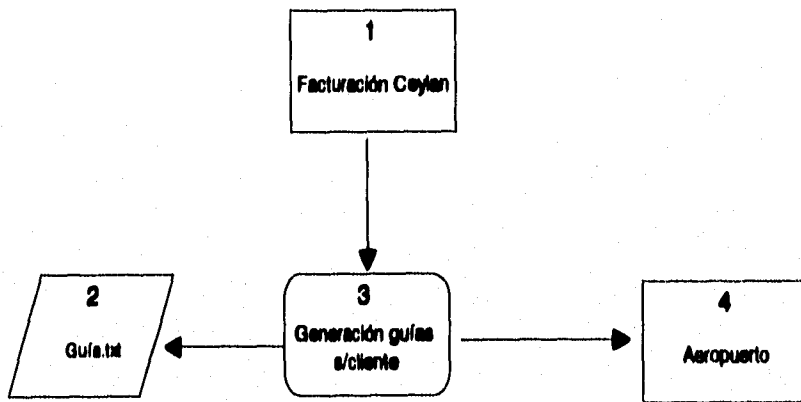 1
Facturación Ceylan
2
Guía.txt
3
Generación guías
s/cliente
4
Aeropuerto